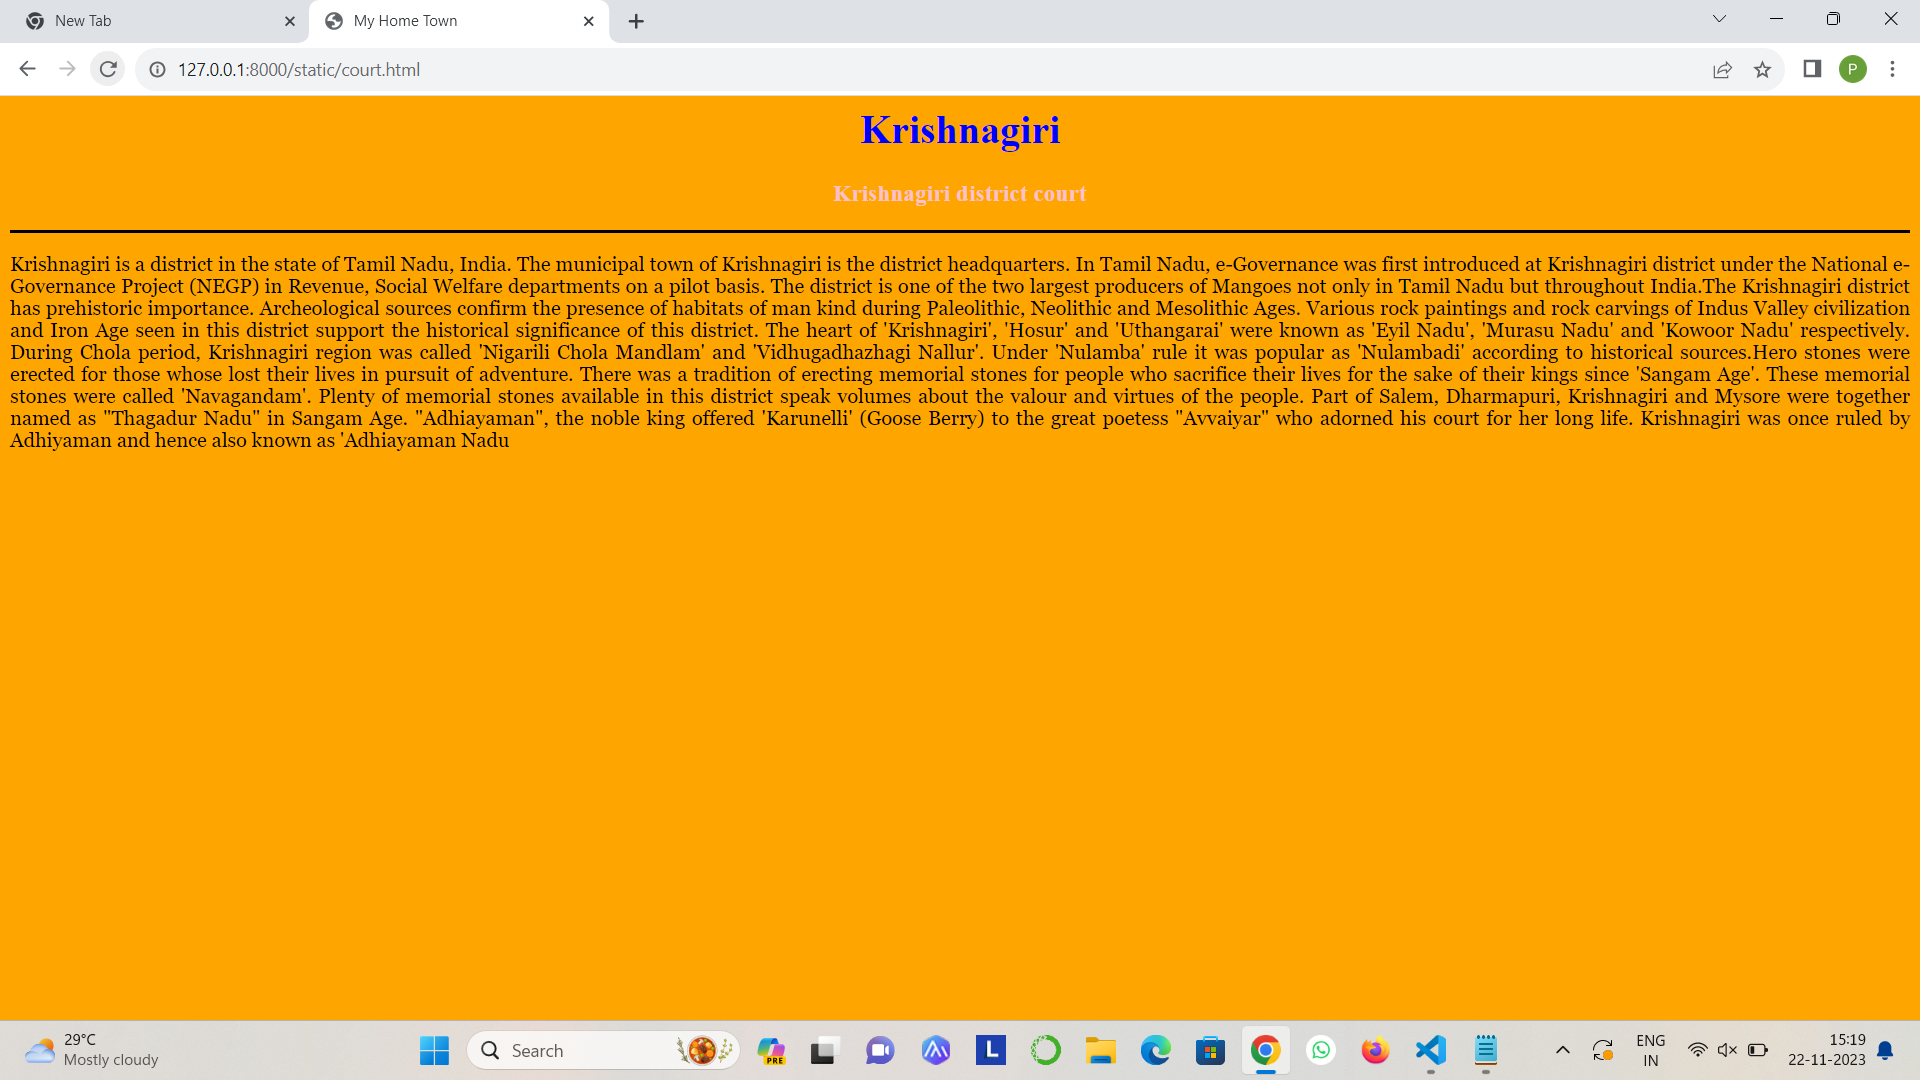 New Tab
My Home Town
127.0.0.1:8000/static/court.html
P
Krishnagiri
Krishnagiri district court
Krishnagiri is a district in the state of Tamil Nadu, India. The municipal town of Krishnagiri is the district headquarters. In Tamil Nadu, e-Governance was first introduced at Krishnagiri district under the National e-
Governance Project (NEGP) in Revenue, Social Welfare departments on a pilot basis. The district is one of the two largest producers of Mangoes not only in Tamil Nadu but throughout India.The Krishnagiri district
has prehistoric importance. Archeological sources confirm the presence of habitats of man kind during Paleolithic, Neolithic and Mesolithic Ages. Various rock paintings and rock carvings of Indus Valley civilization
and Iron Age seen in this district support the historical significance of this district. The heart of 'Krishnagiri', 'Hosur' and 'Uthangarai' were known as 'Eyil Nadu', 'Murasu Nadu' and 'Kowoor Nadu' respectively.
During Chola period, Krishnagiri region was called 'Nigarili Chola Mandlam' and 'Vidhugadhazhagi Nallur'. Under 'Nulamba' rule it was popular as 'Nulambadi' according to historical sources.Hero stones were
erected for those whose lost their lives in pursuit of adventure. There was a tradition of erecting memorial stones for people who sacrifice their lives for the sake of their kings since 'Sangam Age'. These memorial
stones were called 'Navagandam'. Plenty of memorial stones available in this district speak volumes about the valour and virtues of the people. Part of Salem, Dharmapuri, Krishnagiri and Mysore were together
named as "Thagadur Nadu" in Sangam Age. "Adhiayaman", the noble king offered 'Karunelli' (Goose Berry) to the great poetess "Avvaiyar" who adorned his court for her long life. Krishnagiri was once ruled by
Adhiyaman and hence also known as 'Adhiayaman Nadu
29°C
Mostly cloudy
Search
PRE
L
ENG
IN
15:19
22-11-2023